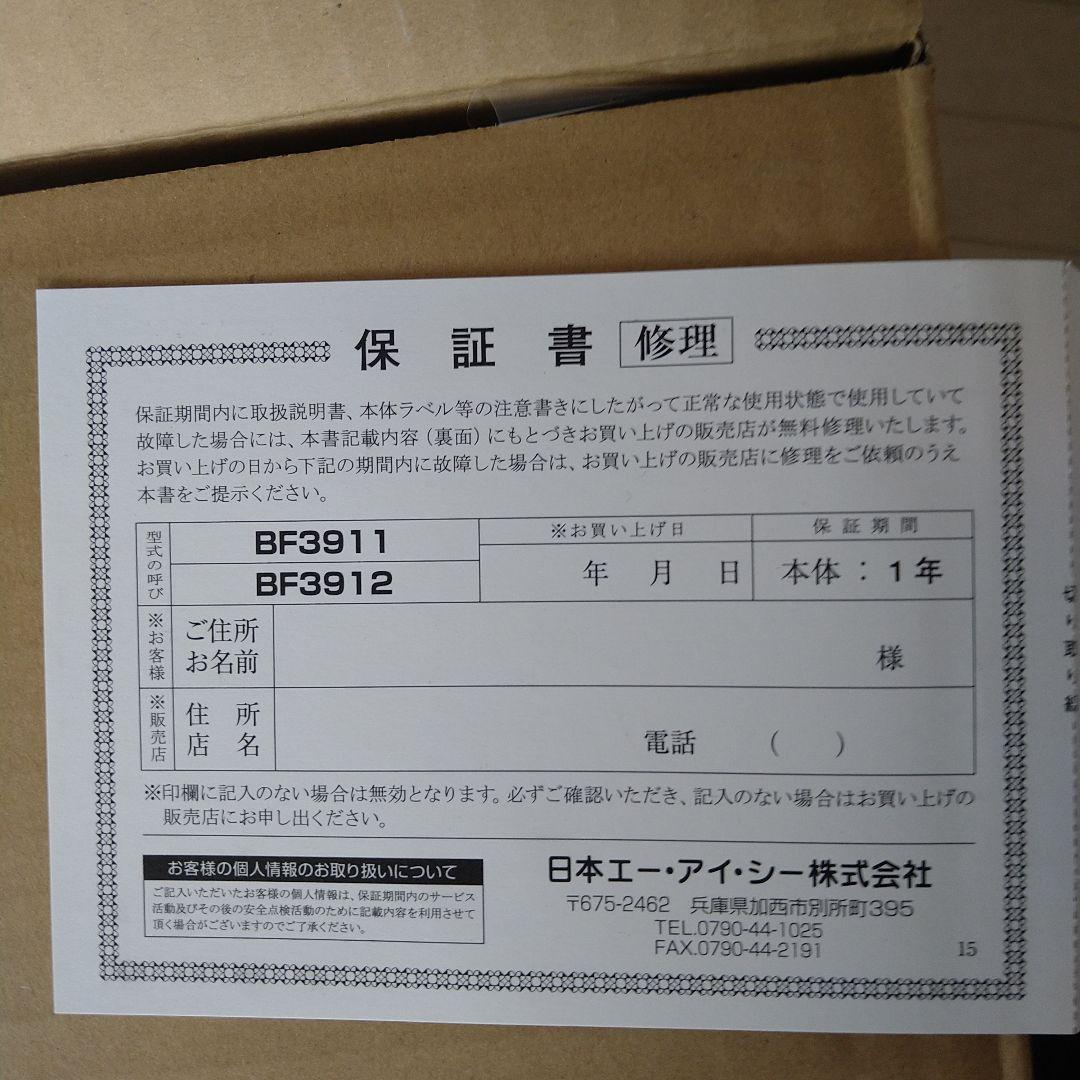 保証書 修理
保証期間内に取扱説明書、本体ラベル等の注意書きにしたがって正常な使用状態で使用していて
故障した場合には、本書記載内容（裏面）にもとづきお買い上げの販売店が無料修理いたします。
お買い上げの日から下記の期間内に故障した場合は、お買い上げの販売店に修理をご依頼のうえ
本書をご提示ください。
型式の呼び
BF3911
BF3912
※お買い上げ日
年 月 日
保証期間
本体：1年
※お客様
ご住所
お名前
様
※販売店
住所
店名
電話 （ ）
※印欄に記入のない場合は無効となります。必ずご確認いただき、記入のない場合はお買い上げの
販売店にお申し出ください。
お客様の個人情報のお取り扱いについて
ご記入いただいたお客様の個人情報は、保証期間内のサービス
活動及びその後の安全点検活動のために記載内容を利用させて
頂く場合がございますのでご了承ください。
日本エー・アイ・シー株式会社
〒675-2462 兵庫県加西市別所町395
TEL.0790-44-1025
FAX.0790-44-2191
15
切り取り線